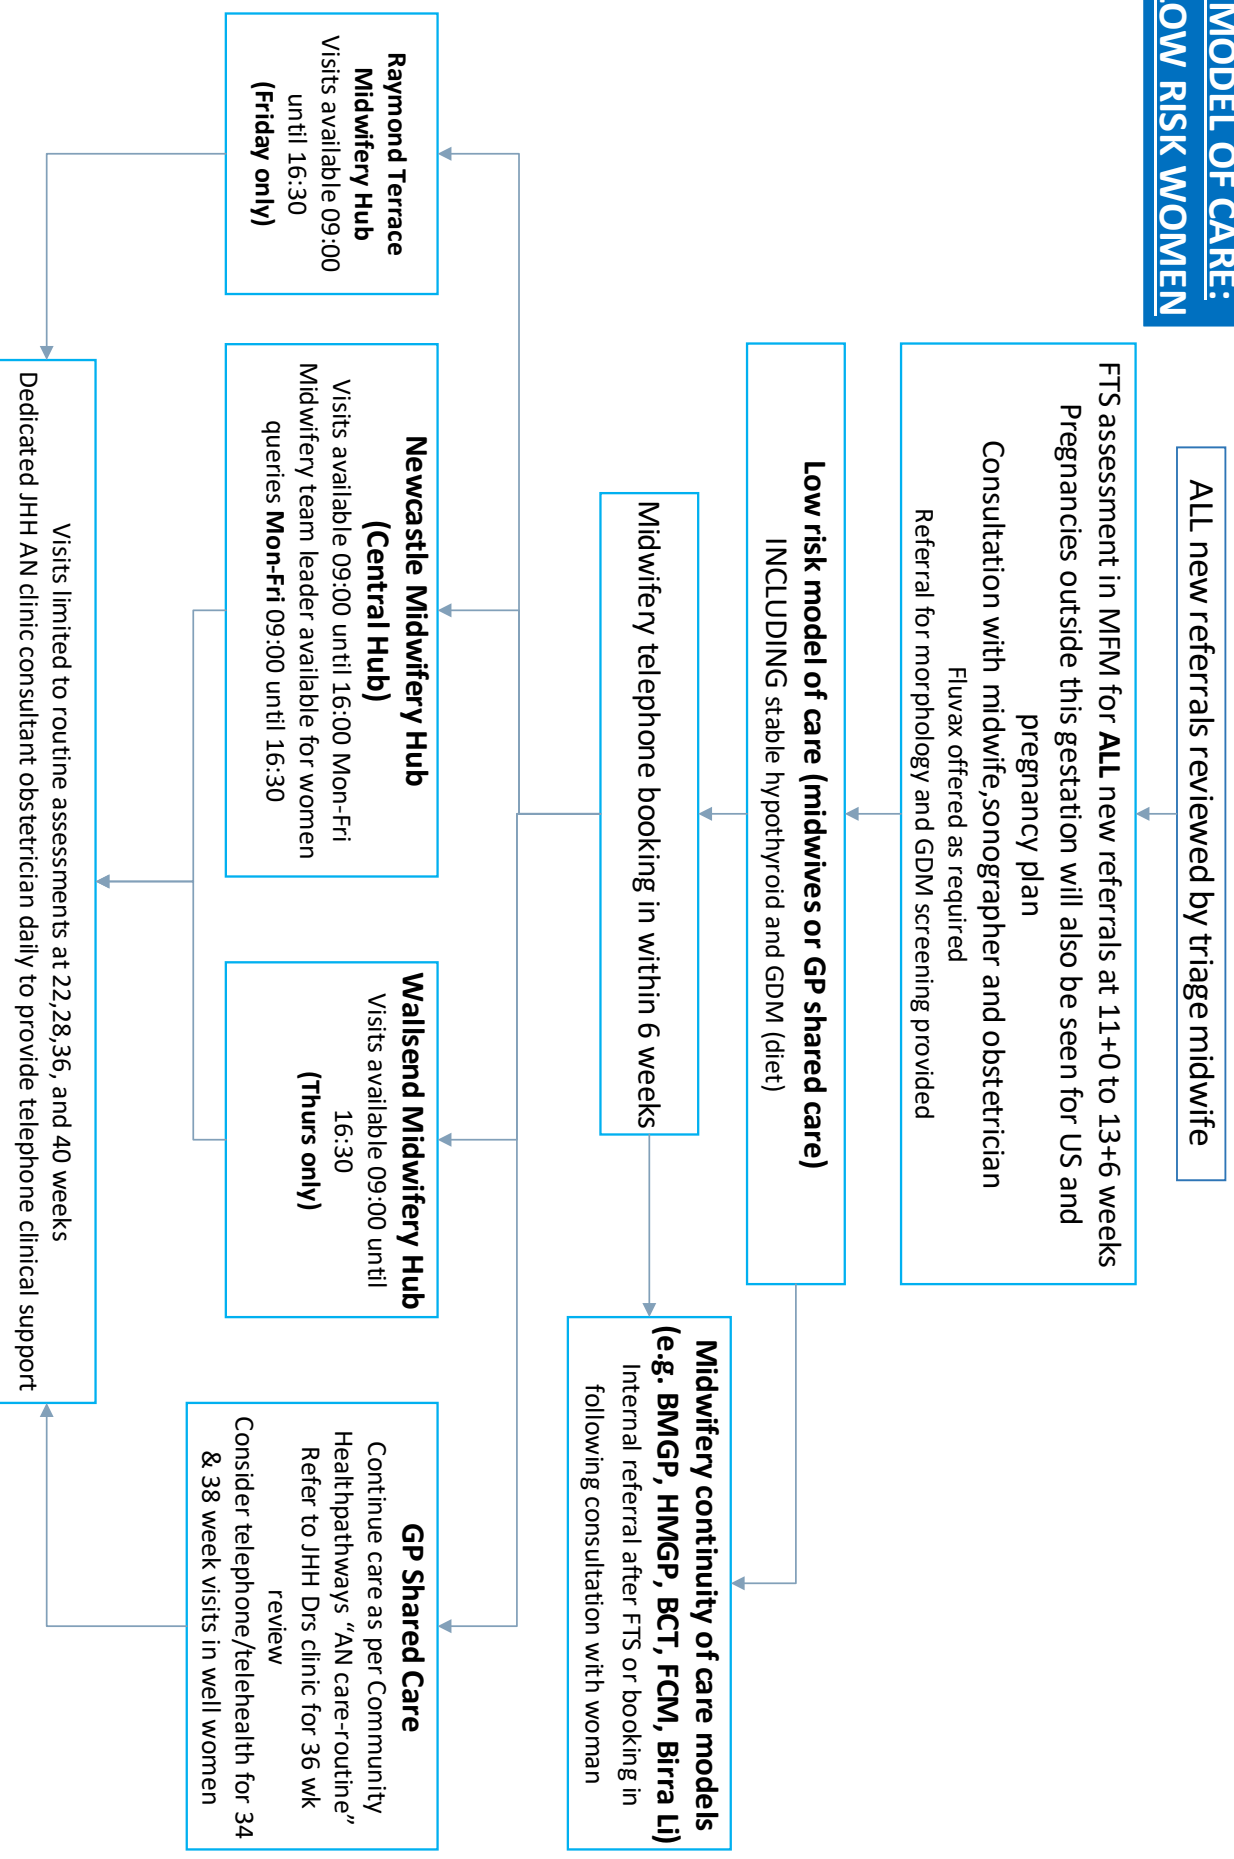 MODEL OF CARE:
LOW RISK WOMEN
ALL new referrals reviewed by triage midwife
FTS assessment in MFM for ALL new referrals at 11+0 to 13+6 weeks
Pregnancies outside this gestation will also be seen for US and
pregnancy plan
Consultation with midwife,sonographer and obstetrician
Fluvax offered as required
Referral for morphology and GDM screening provided
Low risk model of care (midwives or GP shared care)
INCLUDING stable hypothyroid and GDM (diet)
Midwifery telephone booking in within 6 weeks
Midwifery continuity of care models
(e.g. BMGP, HMGP, BCT, FCM, Birra Li)
Internal referral after FTS or booking in
following consultation with woman
Raymond Terrace
Midwifery Hub
Visits available 09:00
until 16:30
(Friday only)
Newcastle Midwifery Hub
(Central Hub)
Visits available 09:00 until 16:00 Mon-Fri
Midwifery team leader available for women
queries Mon-Fri 09:00 until 16:30
Wallsend Midwifery Hub
Visits available 09:00 until
16:30
(Thurs only)
GP Shared Care
Continue care as per Community
Healthpathways “AN care-routine”
Refer to JHH Drs clinic for 36 wk
review
Consider telephone/telehealth for 34
& 38 week visits in well women
Visits limited to routine assessments at 22,28,36, and 40 weeks
Dedicated JHH AN clinic consultant obstetrician daily to provide telephone clinical support